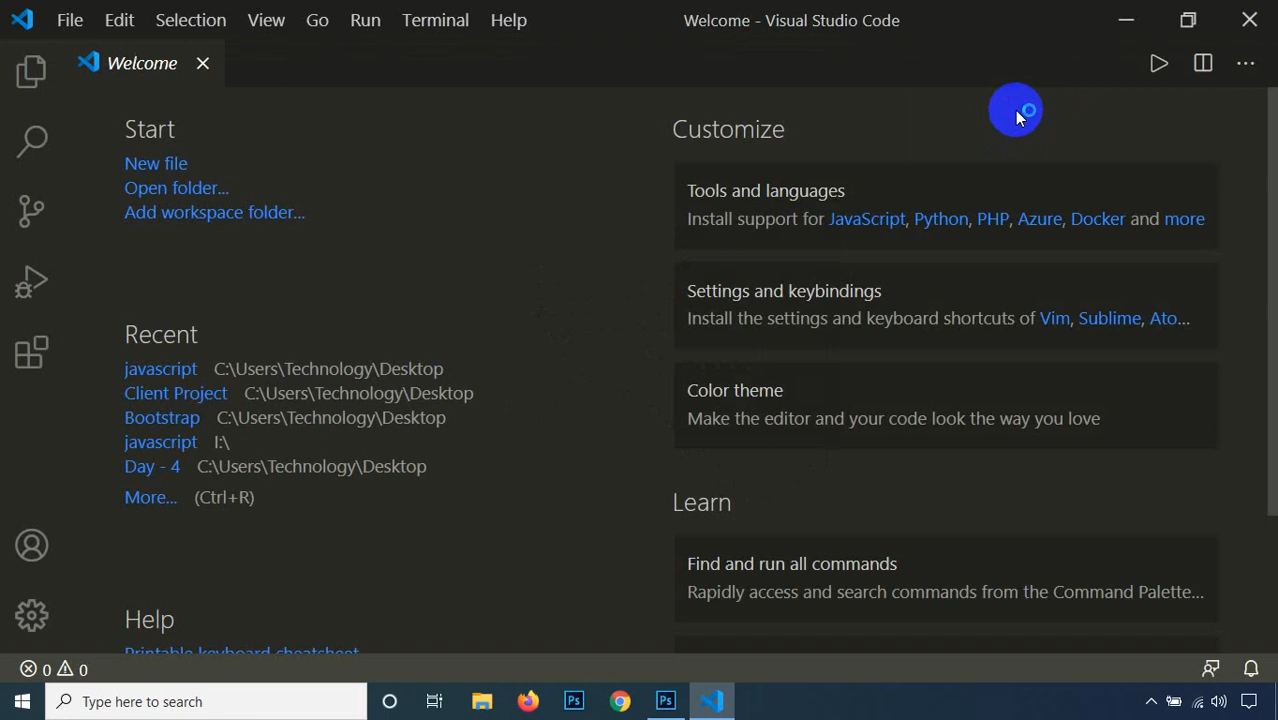 File Edit Selection View Go Run Terminal Help Welcome - Visual Studio Code
Welcome
Start
New file
Open folder...
Add workspace folder...
Recent
javascript C:\Users\Technology\Desktop
Client Project C:\Users\Technology\Desktop
Bootstrap C:\Users\Technology\Desktop
javascript I:\
Day - 4 C:\Users\Technology\Desktop
More... (Ctrl+R)
Help
Printable keyboard cheatsheet
Customize
Tools and languages
Install support for JavaScript, Python, PHP, Azure, Docker and more
Settings and keybindings
Install the settings and keyboard shortcuts of Vim, Sublime, Ato...
Color theme
Make the editor and your code look the way you love
Learn
Find and run all commands
Rapidly access and search commands from the Command Palette...
0 0
Type here to search Ps Ps